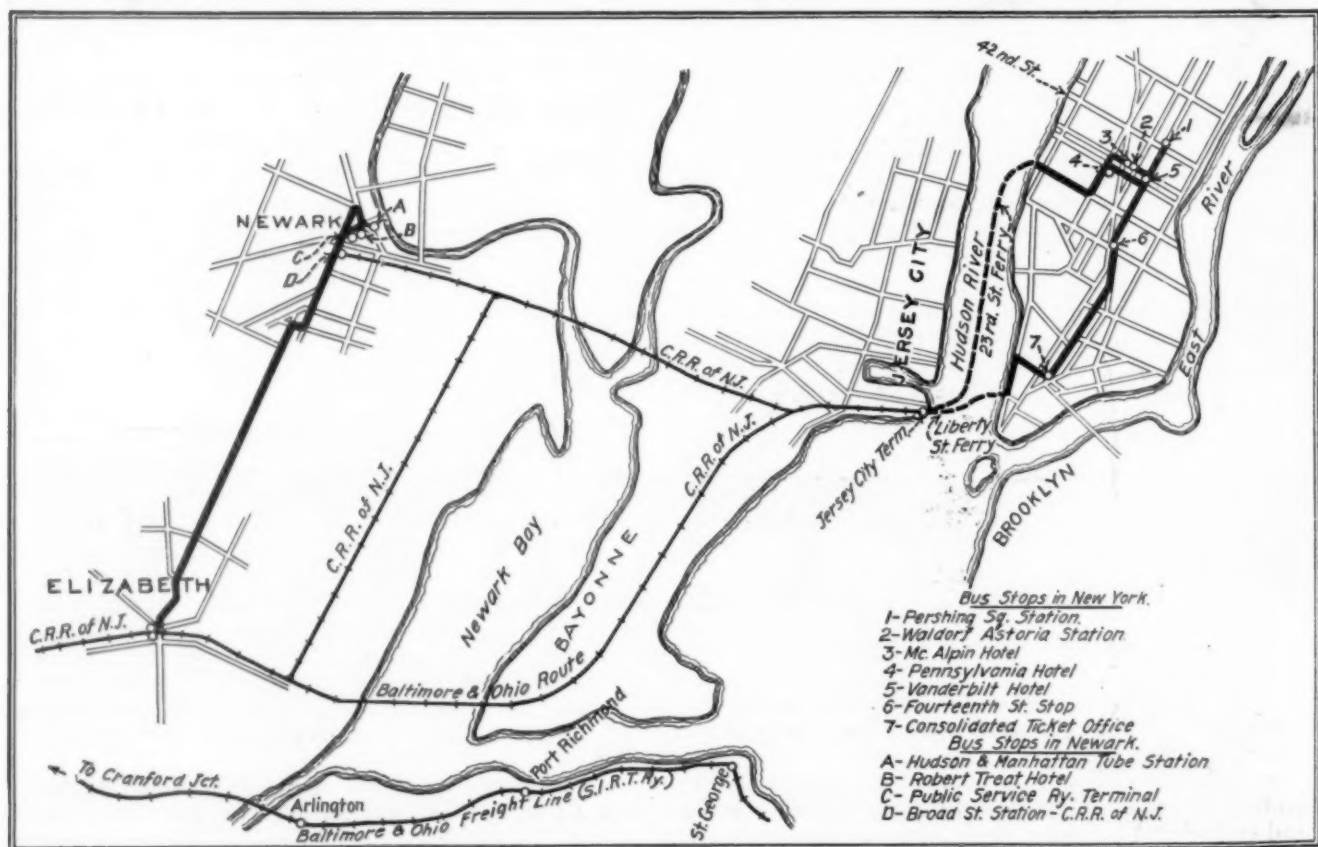 42nd. St.
3
2
1
4
5
6
7
River
East
NEWARK
A
B
C
D
JERSEY CITY
Hudson River
23rd. St. Ferry
C.R.R. of N.J.
C.R.R. of N.J.
C.R.R. of N.J.
Jersey City Term.
Liberty
St. Ferry
BROOKLYN
ELIZABETH
C.R.R. of N.J.
Newark Bay
BAYONNE
Baltimore & Ohio Route
Port Richmond
To Cranford Jct.
Arlington
Baltimore & Ohio Freight Line (S.I.R.T.Ry.)
St. George
Bus Stops in New York.
1- Pershing Sq. Station.
2- Waldorf Astoria Station
3- Mc. Alpin Hotel
4- Pennsylvania Hotel
5- Vanderbilt Hotel
6- Fourteenth St. Stop
7- Consolidated Ticket Office
Bus Stops in Newark.
A- Hudson & Manhattan Tube Station
B- Robert Treat Hotel
C- Public Service Ry. Terminal
D- Broad St. Station - C.R.R. of N.J.